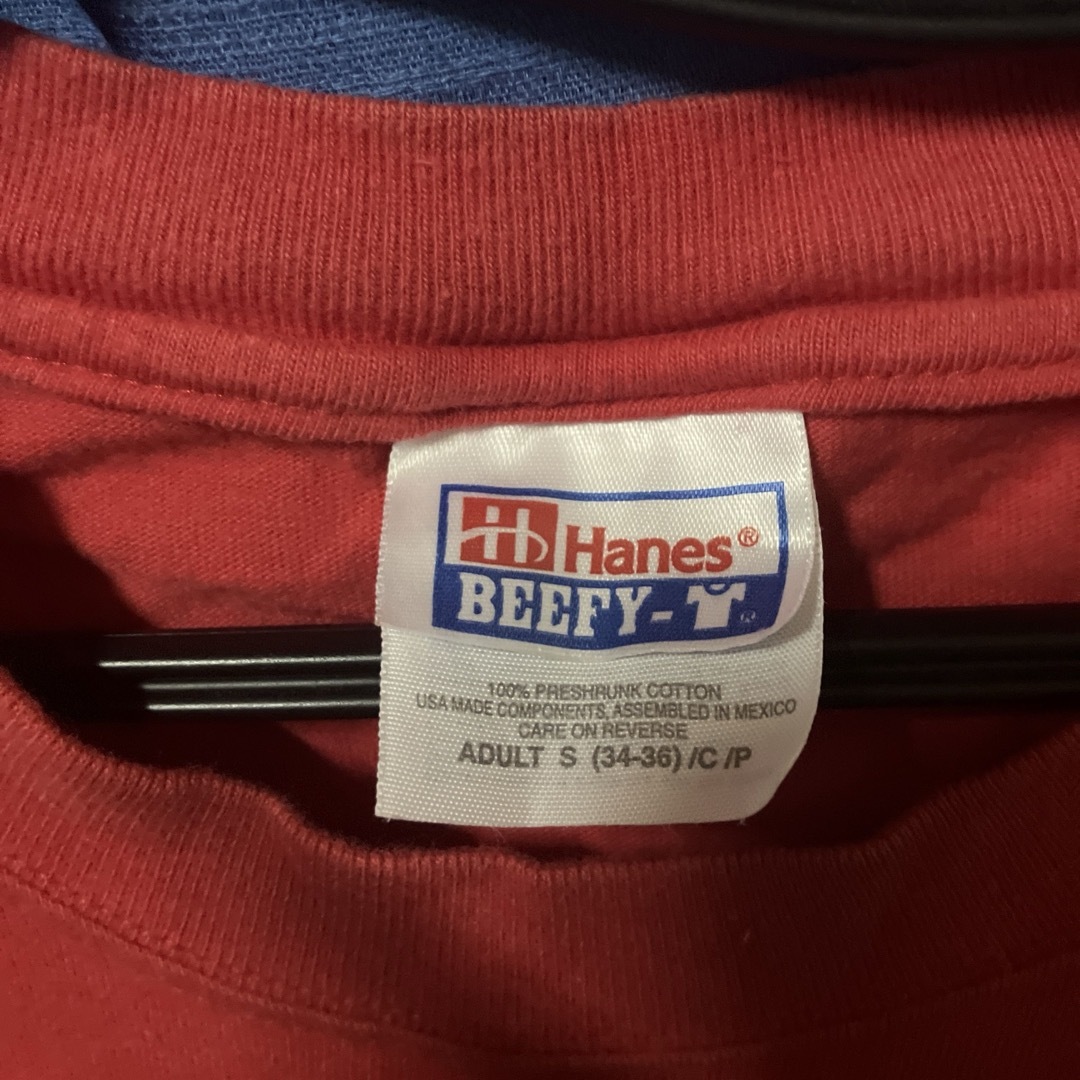 Hanes®
BEEFY-T®
100% PRESHRUNK COTTON
USA MADE COMPONENTS, ASSEMBLED IN MEXICO
CARE ON REVERSE
ADULT S (34-36) /C /P